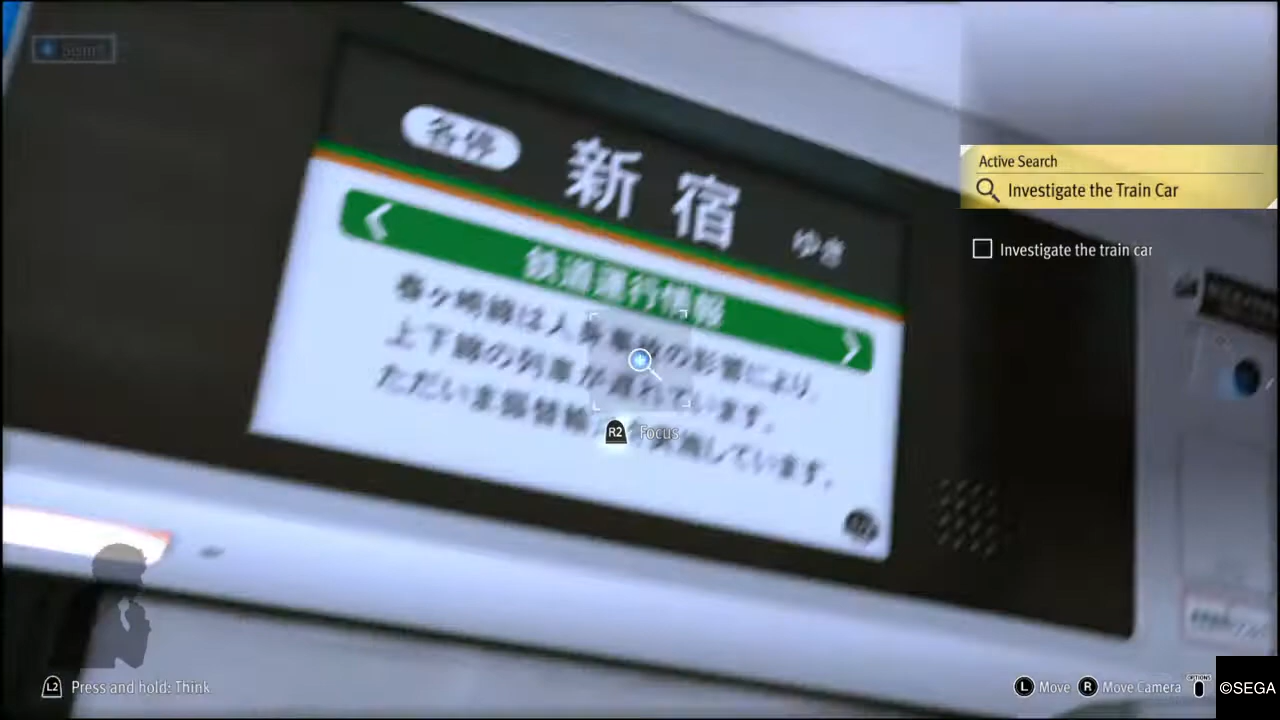 各停
新宿
ゆき
鉄道運行情報
春ヶ崎線は人身事故の影響により、
上下線の列車が遅れています。
ただいま振替輸実施しています。
Active Search
Investigate the Train Car
Investigate the train car
R2 Focus
L2 Press and hold: Think
L Move R Move Camera OPTIONS
©SEGA